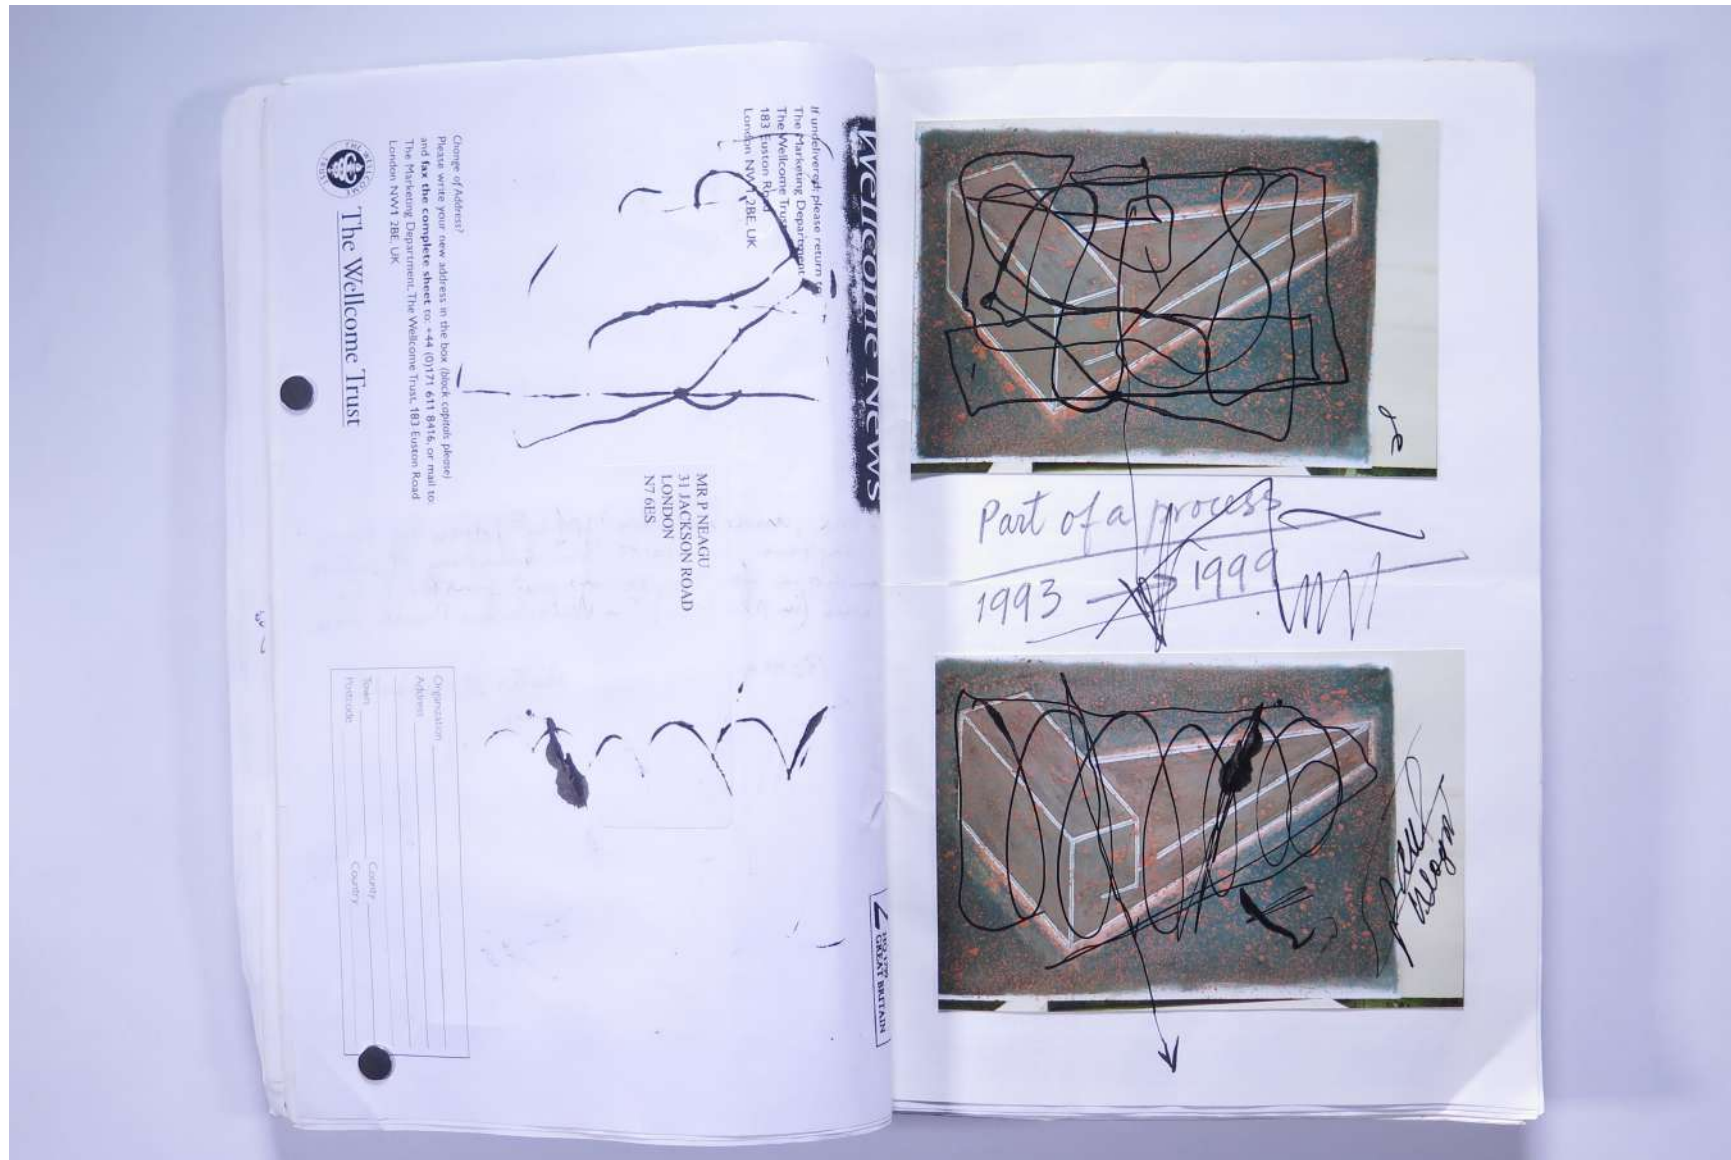 Wellcome News
If undelivered, please return to
The Marketing Department
The Wellcome Trust
183 Euston Road
London NW1 2BE, UK
MR P NEAGU
31 JACKSON ROAD
LONDON
N7 6ES
Change of Address?
Please write your new address in the box (block capitals please)
and fax the complete sheet to: +44 (0)171 611 8416, or mail to:
The Marketing Department, The Wellcome Trust, 183 Euston Road
London NW1 2BE, UK
The Wellcome Trust
Organization
Address
Town
County
Postcode
Country
GREAT BRITAIN
Part of a process
1993 → 1999